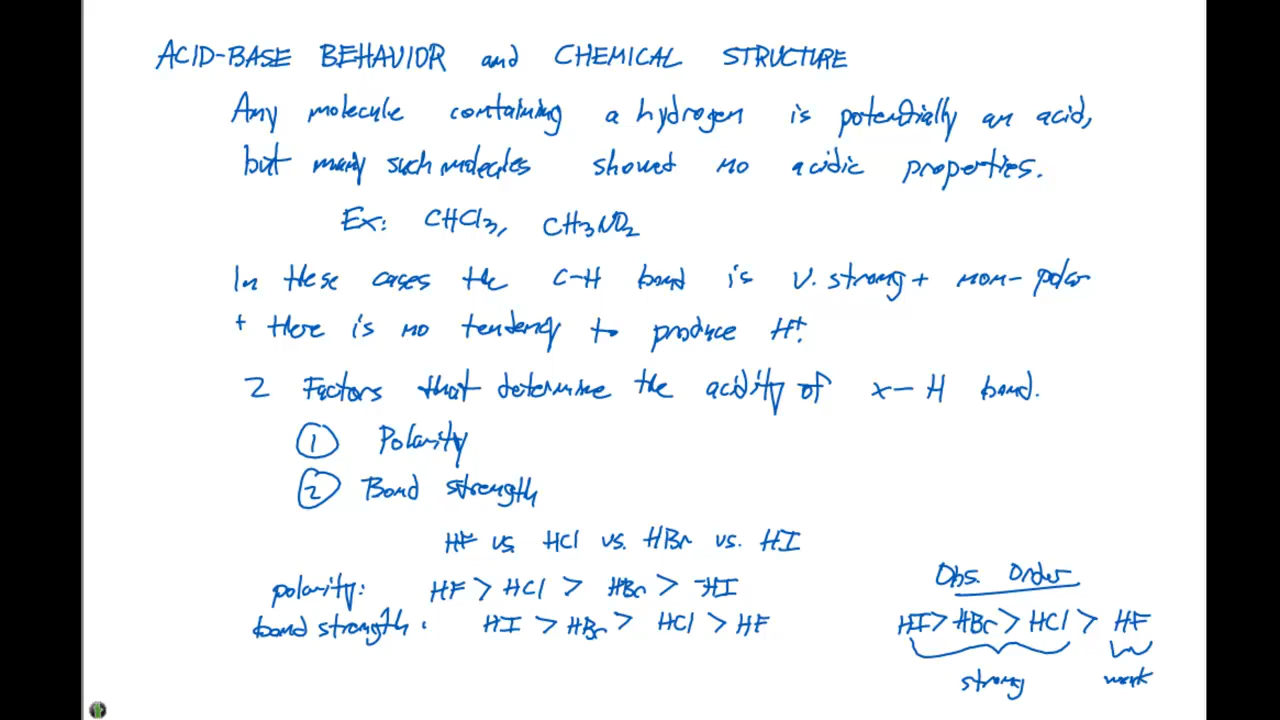 ACID-BASE BEHAVIOR and CHEMICAL STRUCTURE
Any molecule containing a hydrogen is potentially an acid,
but many such molecules showed no acidic properties.
Ex: CHCl3, CH3NO2
In these cases the C-H bond is v. strong + non-polar
+ there is no tendency to produce H+.
2 Factors that determine the acidity of X-H bond.
① Polarity
② Bond strength
HF vs. HCl vs. HBr vs. HI
polarity: HF > HCl > HBr > HI
bond strength: HI > HBr > HCl > HF
Obs. Order
HI > HBr > HCl > HF
strong weak